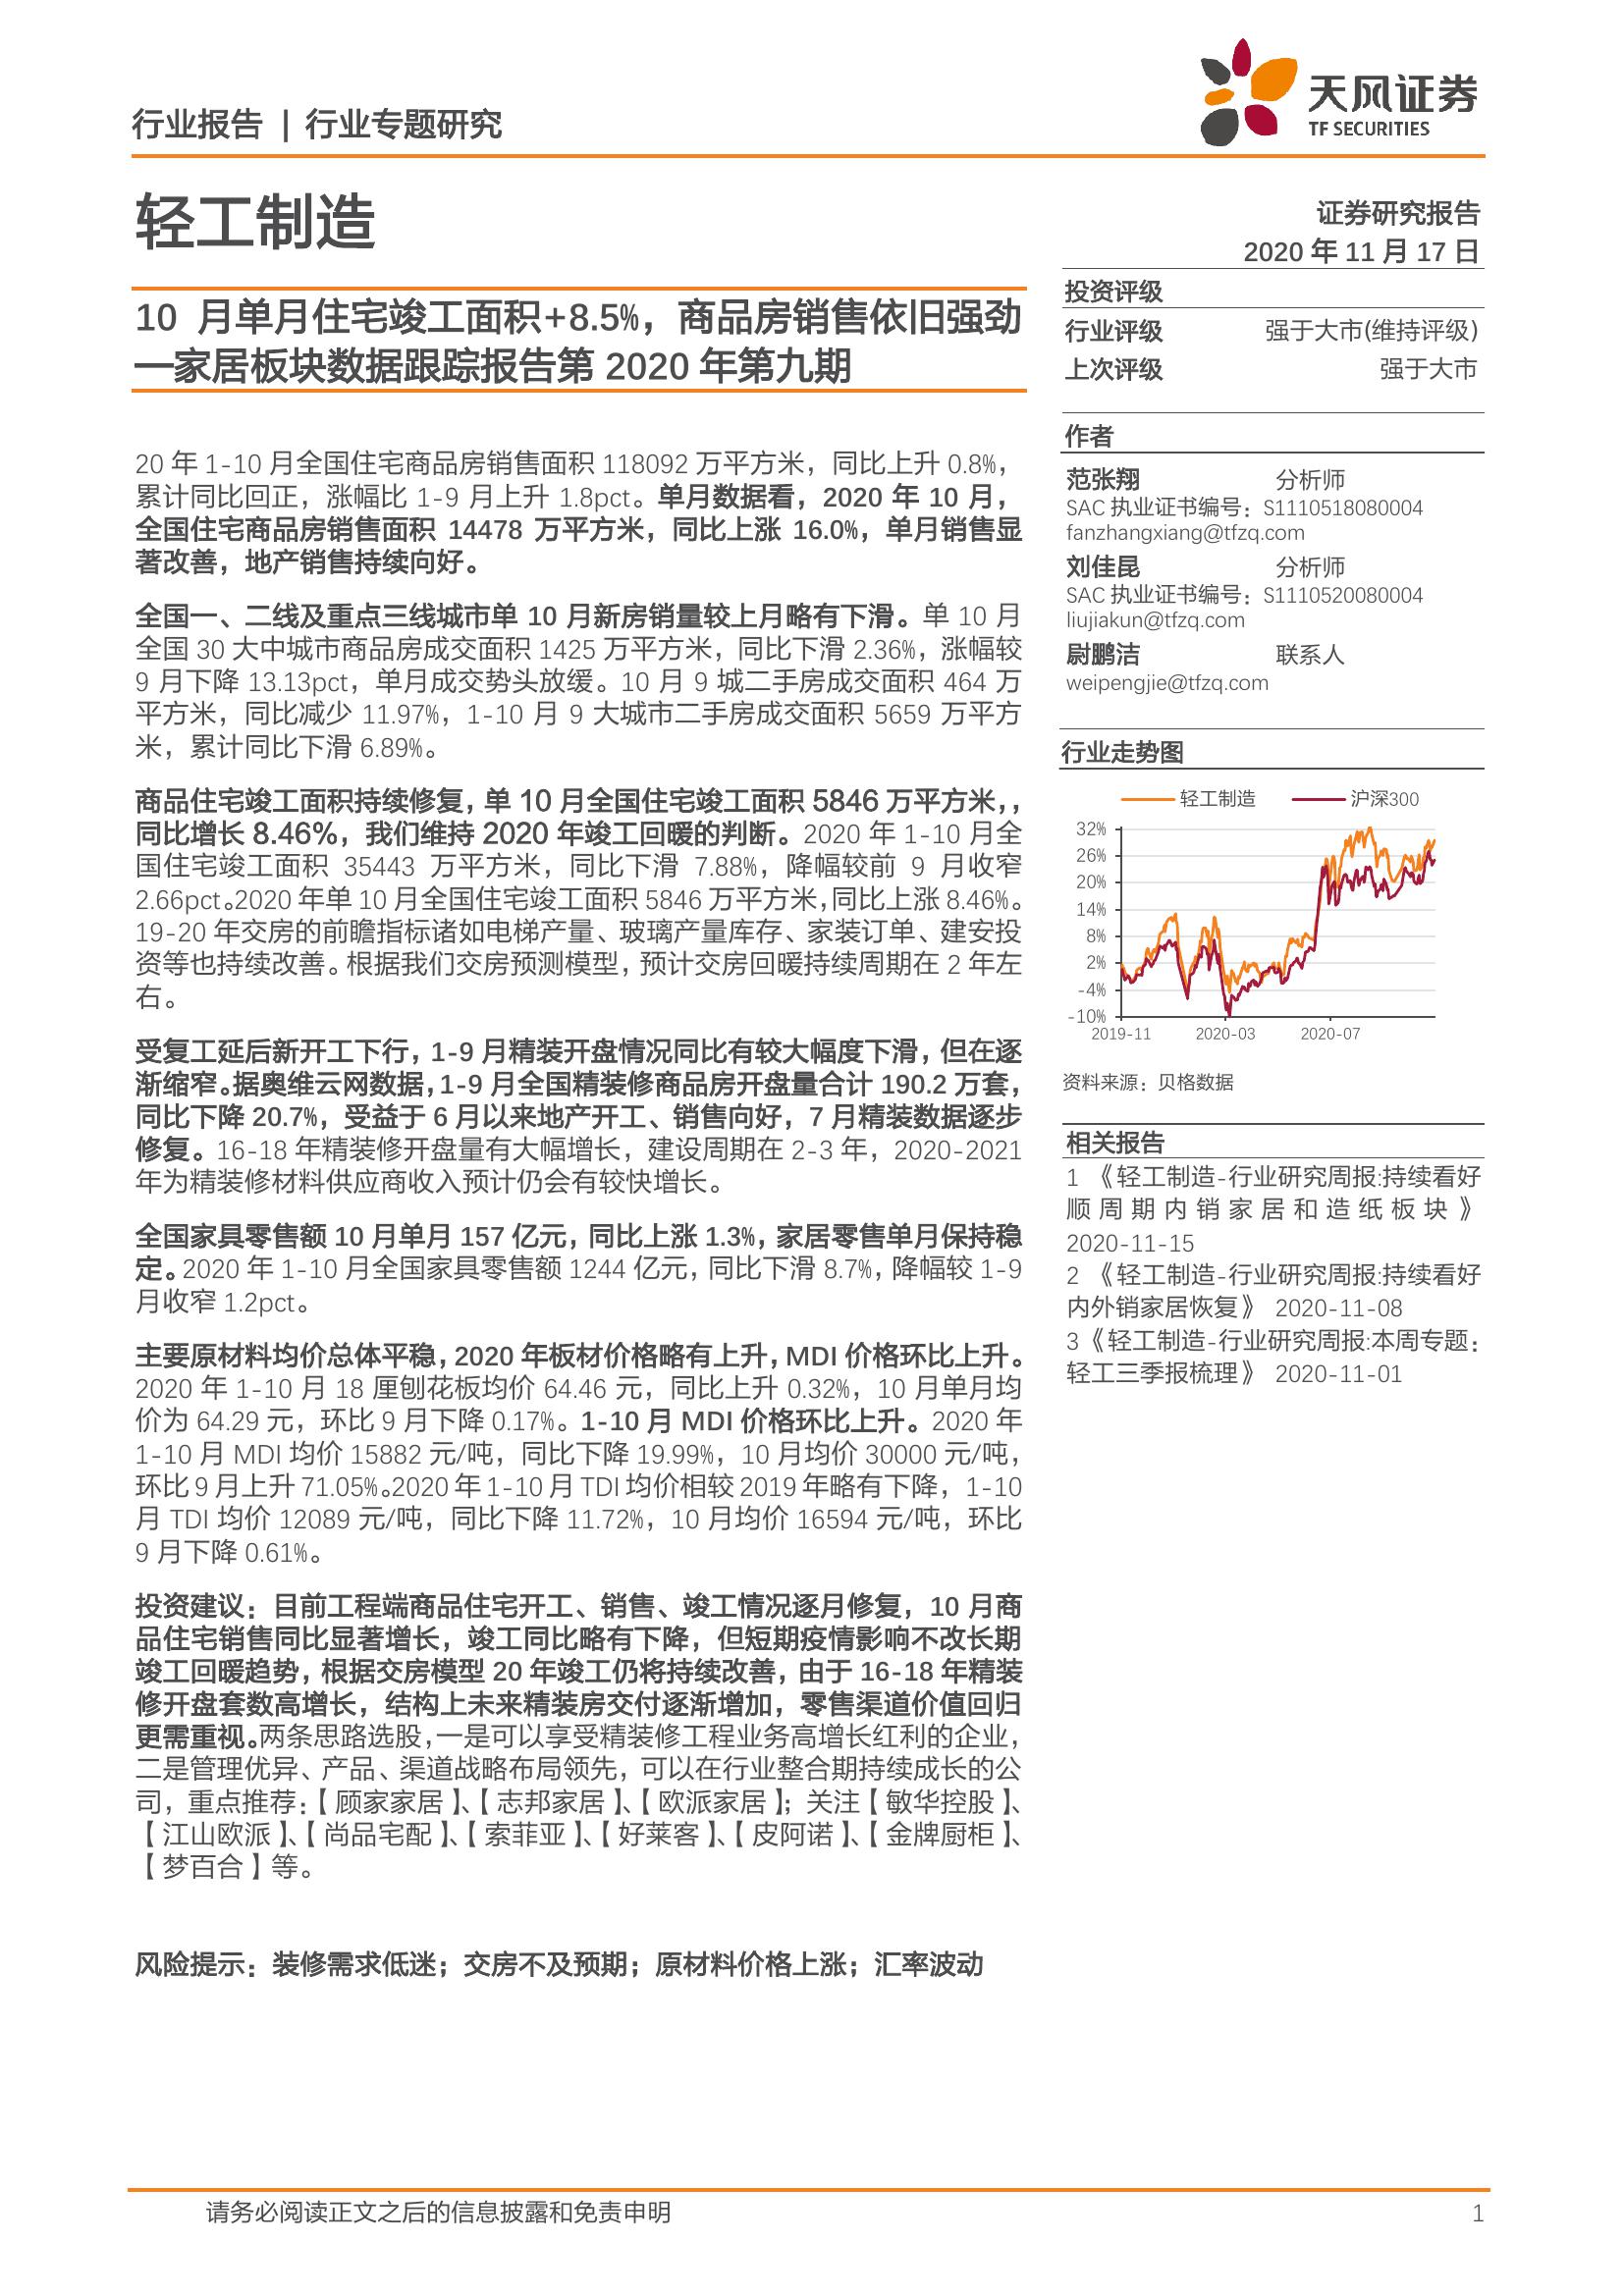 行业报告 | 行业专题研究
天风证券
TF SECURITIES
轻工制造
证券研究报告
2020 年 11 月 17 日
10 月单月住宅竣工面积+8.5%，商品房销售依旧强劲
—家居板块数据跟踪报告第 2020 年第九期
20 年 1-10 月全国住宅商品房销售面积 118092 万平方米，同比上升 0.8%，
累计同比回正，涨幅比 1-9 月上升 1.8pct。单月数据看，2020 年 10 月，
全国住宅商品房销售面积 14478 万平方米，同比上涨 16.0%，单月销售显
著改善，地产销售持续向好。
全国一、二线及重点三线城市单 10 月新房销量较上月略有下滑。单 10 月
全国 30 大中城市商品房成交面积 1425 万平方米，同比下滑 2.36%，涨幅较
9 月下降 13.13pct，单月成交势头放缓。10 月 9 城二手房成交面积 464 万
平方米，同比减少 11.97%，1-10 月 9 大城市二手房成交面积 5659 万平方
米，累计同比下滑 6.89%。
商品住宅竣工面积持续修复，单 10 月全国住宅竣工面积 5846 万平方米，，
同比增长 8.46%，我们维持 2020 年竣工回暖的判断。2020 年 1-10 月全
国住宅竣工面积 35443 万平方米，同比下滑 7.88%，降幅较前 9 月收窄
2.66pct。2020 年单 10 月全国住宅竣工面积 5846 万平方米，同比上涨 8.46%。
19-20 年交房的前瞻指标诸如电梯产量、玻璃产量库存、家装订单、建安投
资等也持续改善。根据我们交房预测模型，预计交房回暖持续周期在 2 年左
右。
受复工延后新开工下行，1-9 月精装开盘情况同比有较大幅度下滑，但在逐
渐缩窄。据奥维云网数据，1-9 月全国精装修商品房开盘量合计 190.2 万套，
同比下降 20.7%，受益于 6 月以来地产开工、销售向好，7 月精装数据逐步
修复。16-18 年精装修开盘量有大幅增长，建设周期在 2-3 年，2020-2021
年为精装修材料供应商收入预计仍会有较快增长。
全国家具零售额 10 月单月 157 亿元，同比上涨 1.3%，家居零售单月保持稳
定。2020 年 1-10 月全国家具零售额 1244 亿元，同比下滑 8.7%，降幅较 1-9
月收窄 1.2pct。
主要原材料均价总体平稳，2020 年板材价格略有上升，MDI 价格环比上升。
2020 年 1-10 月 18 厘刨花板均价 64.46 元，同比上升 0.32%，10 月单月均
价为 64.29 元，环比 9 月下降 0.17%。1-10 月 MDI 价格环比上升。2020 年
1-10 月 MDI 均价 15882 元/吨，同比下降 19.99%，10 月均价 30000 元/吨，
环比 9 月上升 71.05%。2020 年 1-10 月 TDI 均价相较 2019 年略有下降，1-10
月 TDI 均价 12089 元/吨，同比下降 11.72%，10 月均价 16594 元/吨，环比
9 月下降 0.61%。
投资建议：目前工程端商品住宅开工、销售、竣工情况逐月修复，10 月商
品住宅销售同比显著增长，竣工同比略有下降，但短期疫情影响不改长期
竣工回暖趋势，根据交房模型 20 年竣工仍将持续改善，由于 16-18 年精装
修开盘套数高增长，结构上未来精装房交付逐渐增加，零售渠道价值回归
更需重视。两条思路选股，一是可以享受精装修工程业务高增长红利的企业，
二是管理优异、产品、渠道战略布局领先，可以在行业整合期持续成长的公
司，重点推荐：【顾家家居】、【志邦家居】、【欧派家居】；关注【敏华控股】、
【江山欧派】、【尚品宅配】、【索菲亚】、【好莱客】、【皮阿诺】、【金牌厨柜】、
【梦百合】等。
风险提示：装修需求低迷；交房不及预期；原材料价格上涨；汇率波动
投资评级
行业评级 强于大市(维持评级)
上次评级 强于大市
作者
范张翔 分析师
SAC 执业证书编号：S1110518080004
fanzhangxiang@tfzq.com
刘佳昆 分析师
SAC 执业证书编号：S1110520080004
liujiakun@tfzq.com
尉鹏洁 联系人
weipengjie@tfzq.com
行业走势图
轻工制造 沪深300
32%
26%
20%
14%
8%
2%
-4%
-10%
2019-11 2020-03 2020-07
资料来源：贝格数据
相关报告
1 《轻工制造-行业研究周报:持续看好
顺周期内销家居和造纸板块》
2020-11-15
2 《轻工制造-行业研究周报:持续看好
内外销家居恢复》 2020-11-08
3 《轻工制造-行业研究周报:本周专题：
轻工三季报梳理》 2020-11-01
请务必阅读正文之后的信息披露和免责申明 1